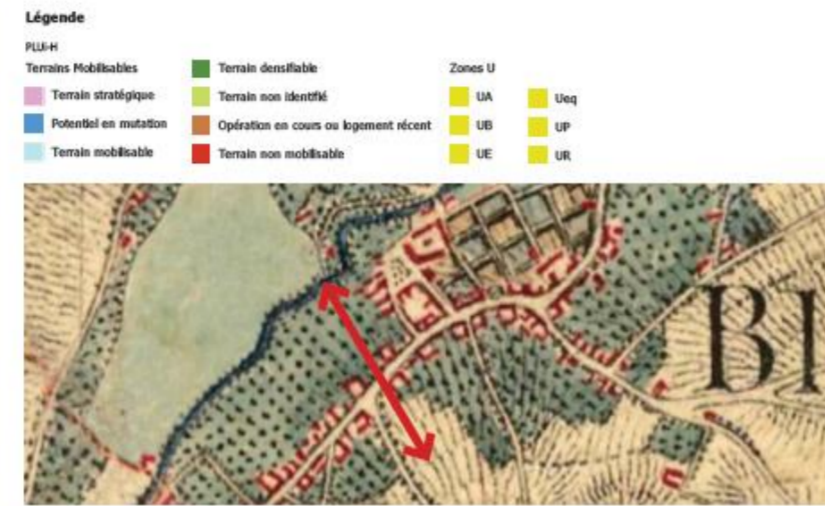 Légende
PLUi-H
Terrains Mobilisables
Terrain stratégique
Potentiel en mutation
Terrain mobilisable
Terrain densifiable
Terrain non identifié
Opération en cours ou logement récent
Terrain non mobilisable
Zones U
UA
UB
UE
Ueq
UP
UR
B1